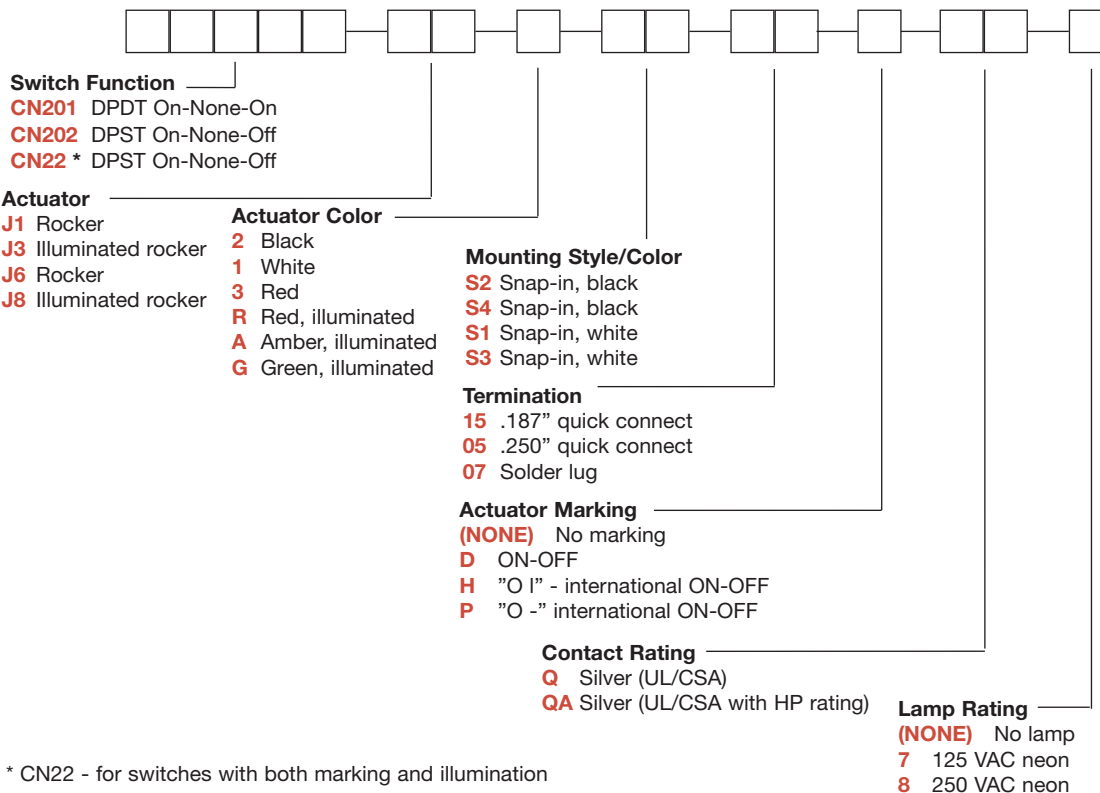 Switch Function
CN201 DPDT On-None-On
CN202 DPST On-None-Off
CN22 * DPST On-None-Off
Actuator
J1 Rocker
J3 Illuminated rocker
J6 Rocker
J8 Illuminated rocker
Actuator Color
2 Black
1 White
3 Red
R Red, illuminated
A Amber, illuminated
G Green, illuminated
Mounting Style/Color
S2 Snap-in, black
S4 Snap-in, black
S1 Snap-in, white
S3 Snap-in, white
Termination
15 .187” quick connect
05 .250” quick connect
07 Solder lug
Actuator Marking
(NONE) No marking
D ON-OFF
H ”O I” - international ON-OFF
P ”O -” international ON-OFF
Contact Rating
Q Silver (UL/CSA)
QA Silver (UL/CSA with HP rating)
Lamp Rating
(NONE) No lamp
7 125 VAC neon
8 250 VAC neon
* CN22 - for switches with both marking and illumination